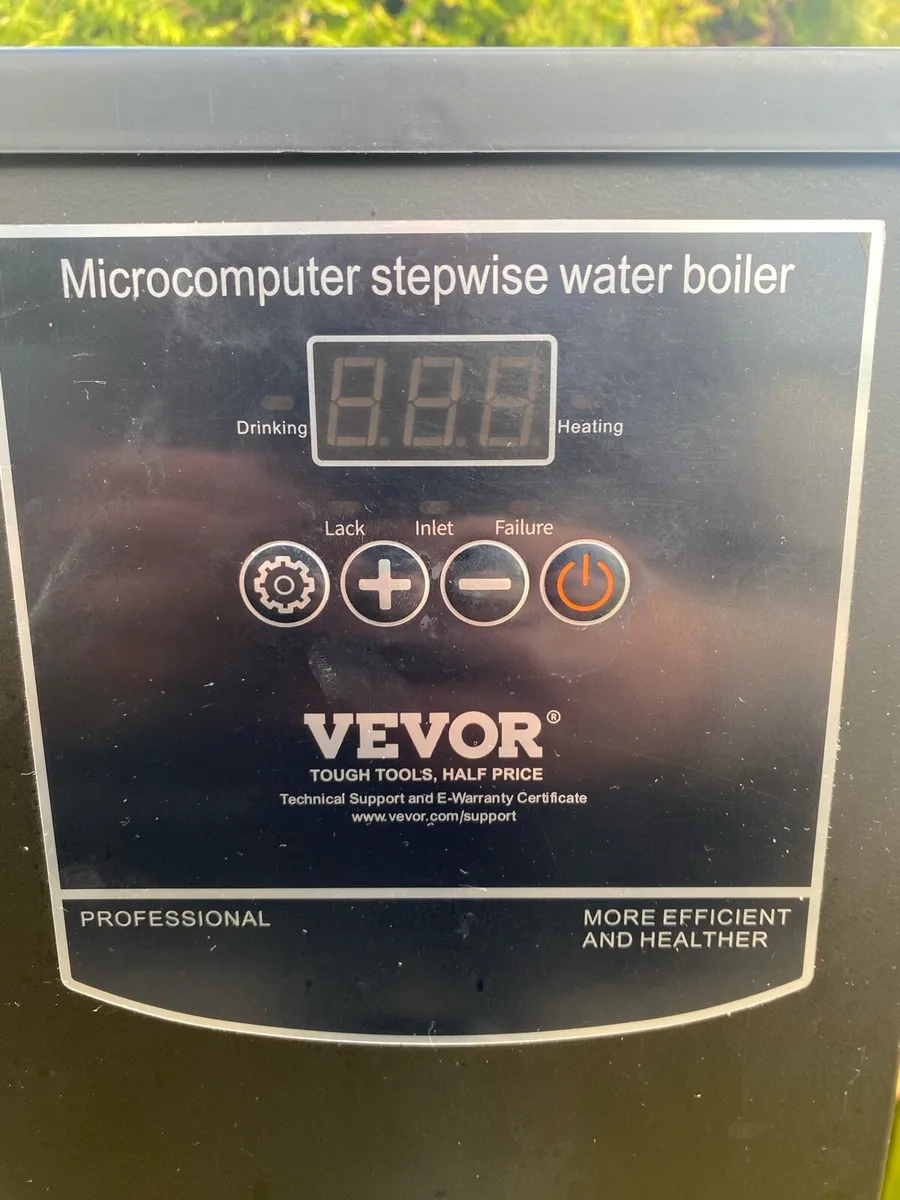 Microcomputer stepwise water boiler
Drinking
Heating
Lack Inlet Failure
VEVOR®
TOUGH TOOLS, HALF PRICE
Technical Support and E-Warranty Certificate
www.vevor.com/support
PROFESSIONAL
MORE EFFICIENT
AND HEALTHER